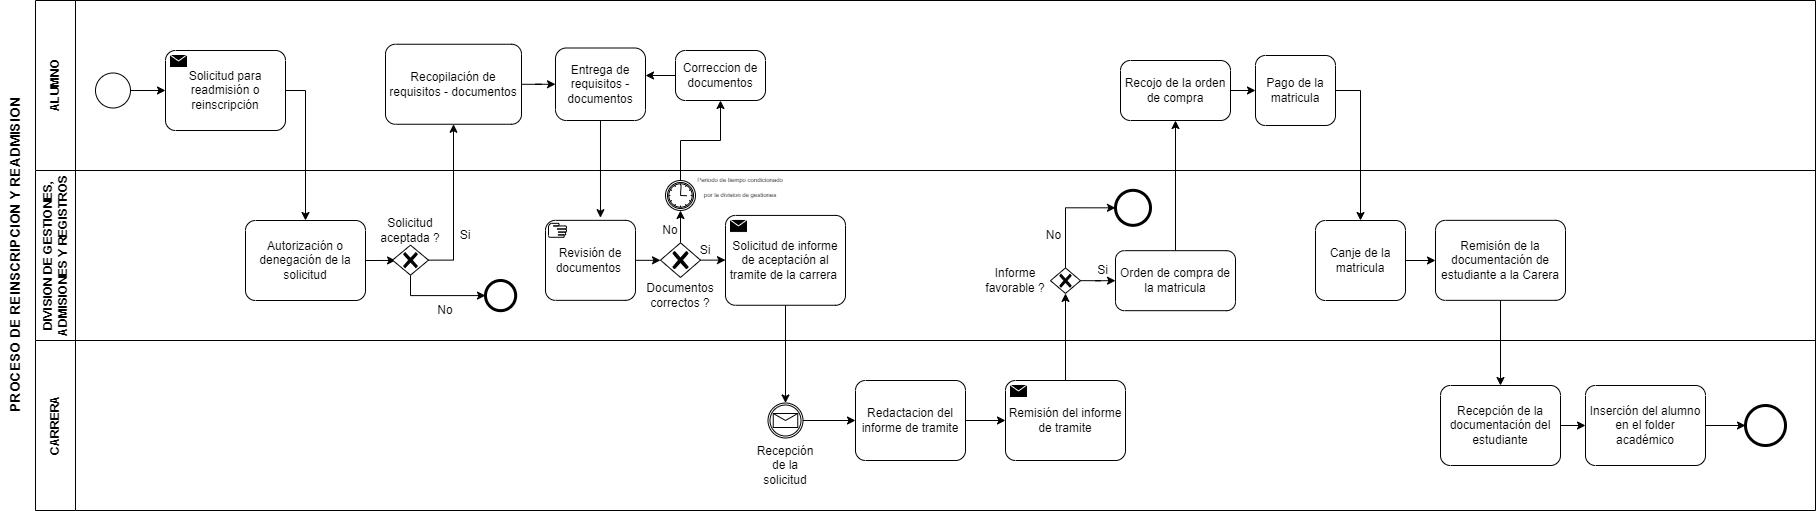 PROCESO DE REINSCRIPCION Y READMISION
ALUMNO
Solicitud para
readmisión o
reinscripción
Recopilación de
requisitos - documentos
Entrega de
requisitos -
documentos
Correccion de
documentos
Recojo de la orden
de compra
Pago de la
matricula
DIVISION DE GESTIONES,
ADMISIONES Y REGISTROS
Autorización o
denegación de la
solicitud
Solicitud
aceptada ?
Si
No
Revisión de
documentos
Periodo de tiempo condicionado
por la division de gestiones
No
Si
Documentos
correctos ?
Solicitud de informe
de aceptación al
tramite de la carrera
Informe
favorable ?
No
Si
Orden de compra de
la matricula
Canje de la
matricula
Remisión de la
documentación de
estudiante a la Carera
CARRERA
Recepción
de la
solicitud
Redactacion del
informe de tramite
Remisión del informe
de tramite
Recepción de la
documentación del
estudiante
Inserción del alumno
en el folder
académico